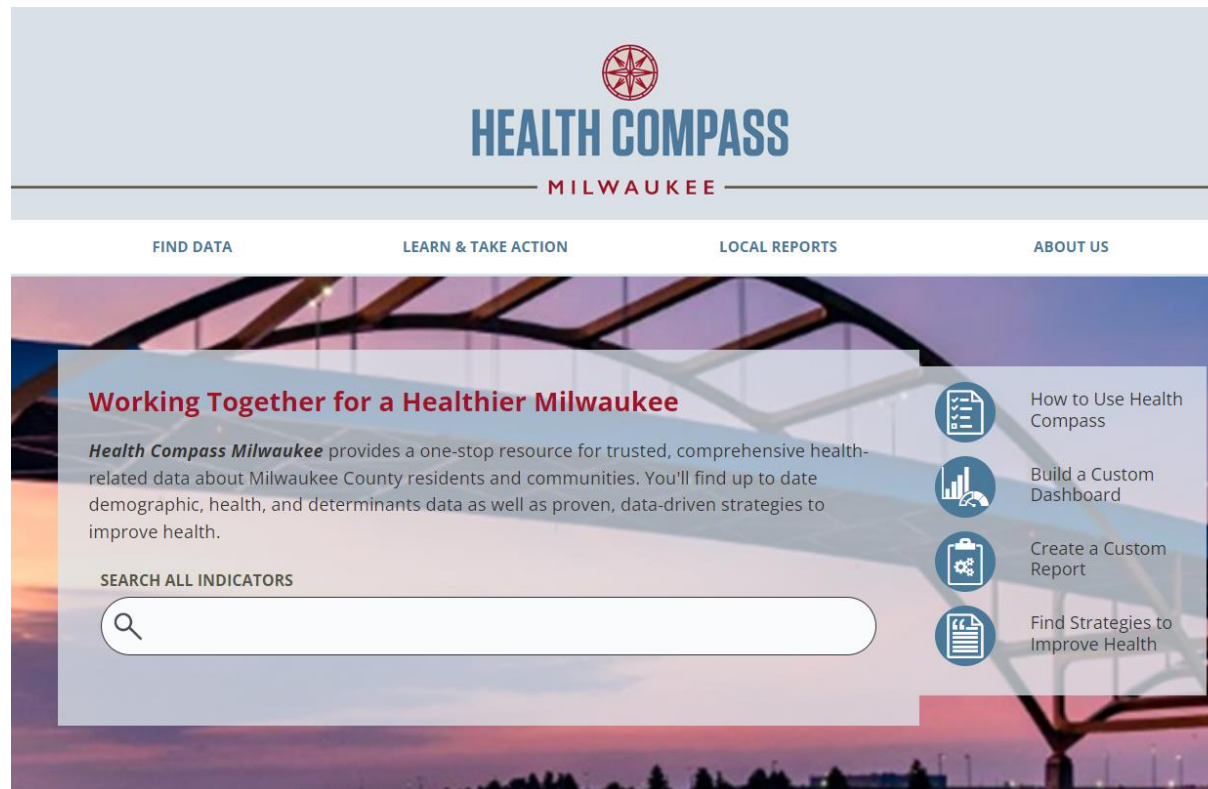 HEALTH COMPASS
MILWAUKEE
FIND DATA
LEARN & TAKE ACTION
LOCAL REPORTS
ABOUT US
Working Together for a Healthier Milwaukee
Health Compass Milwaukee provides a one-stop resource for trusted, comprehensive health-
related data about Milwaukee County residents and communities. You'll find up to date
demographic, health, and determinants data as well as proven, data-driven strategies to
improve health.
SEARCH ALL INDICATORS
How to Use Health
Compass
Build a Custom
Dashboard
Create a Custom
Report
Find Strategies to
Improve Health